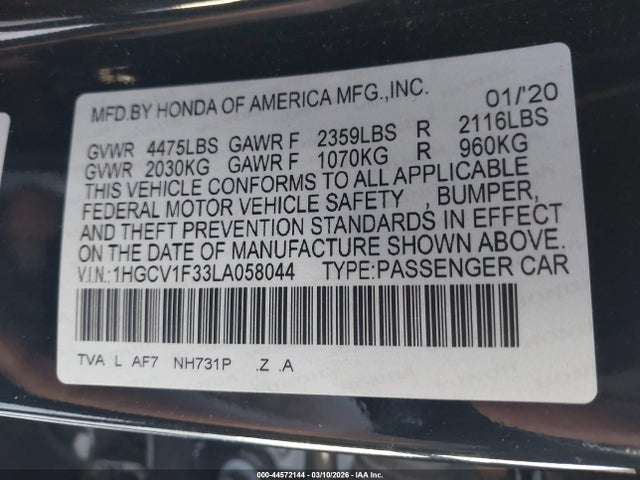 MFD.BY HONDA OF AMERICA MFG.,INC. 01/'20
GVWR 4475LBS GAWR F 2359LBS R 2116LBS
GVWR 2030KG GAWR F 1070KG R 960KG
THIS VEHICLE CONFORMS TO ALL APPLICABLE
FEDERAL MOTOR VEHICLE SAFETY , BUMPER,
AND THEFT PREVENTION STANDARDS IN EFFECT
ON THE DATE OF MANUFACTURE SHOWN ABOVE.
V.I.N.:1HGCV1F33LA058044 TYPE:PASSENGER CAR
TVA L AF7 NH731P .Z .A
000-44572144 | 03/10/2026 - IAA Inc.